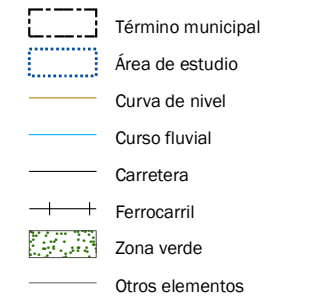 Término municipal
Área de estudio
Curva de nivel
Curso fluvial
Carretera
Ferrocarril
Zona verde
Otros elementos